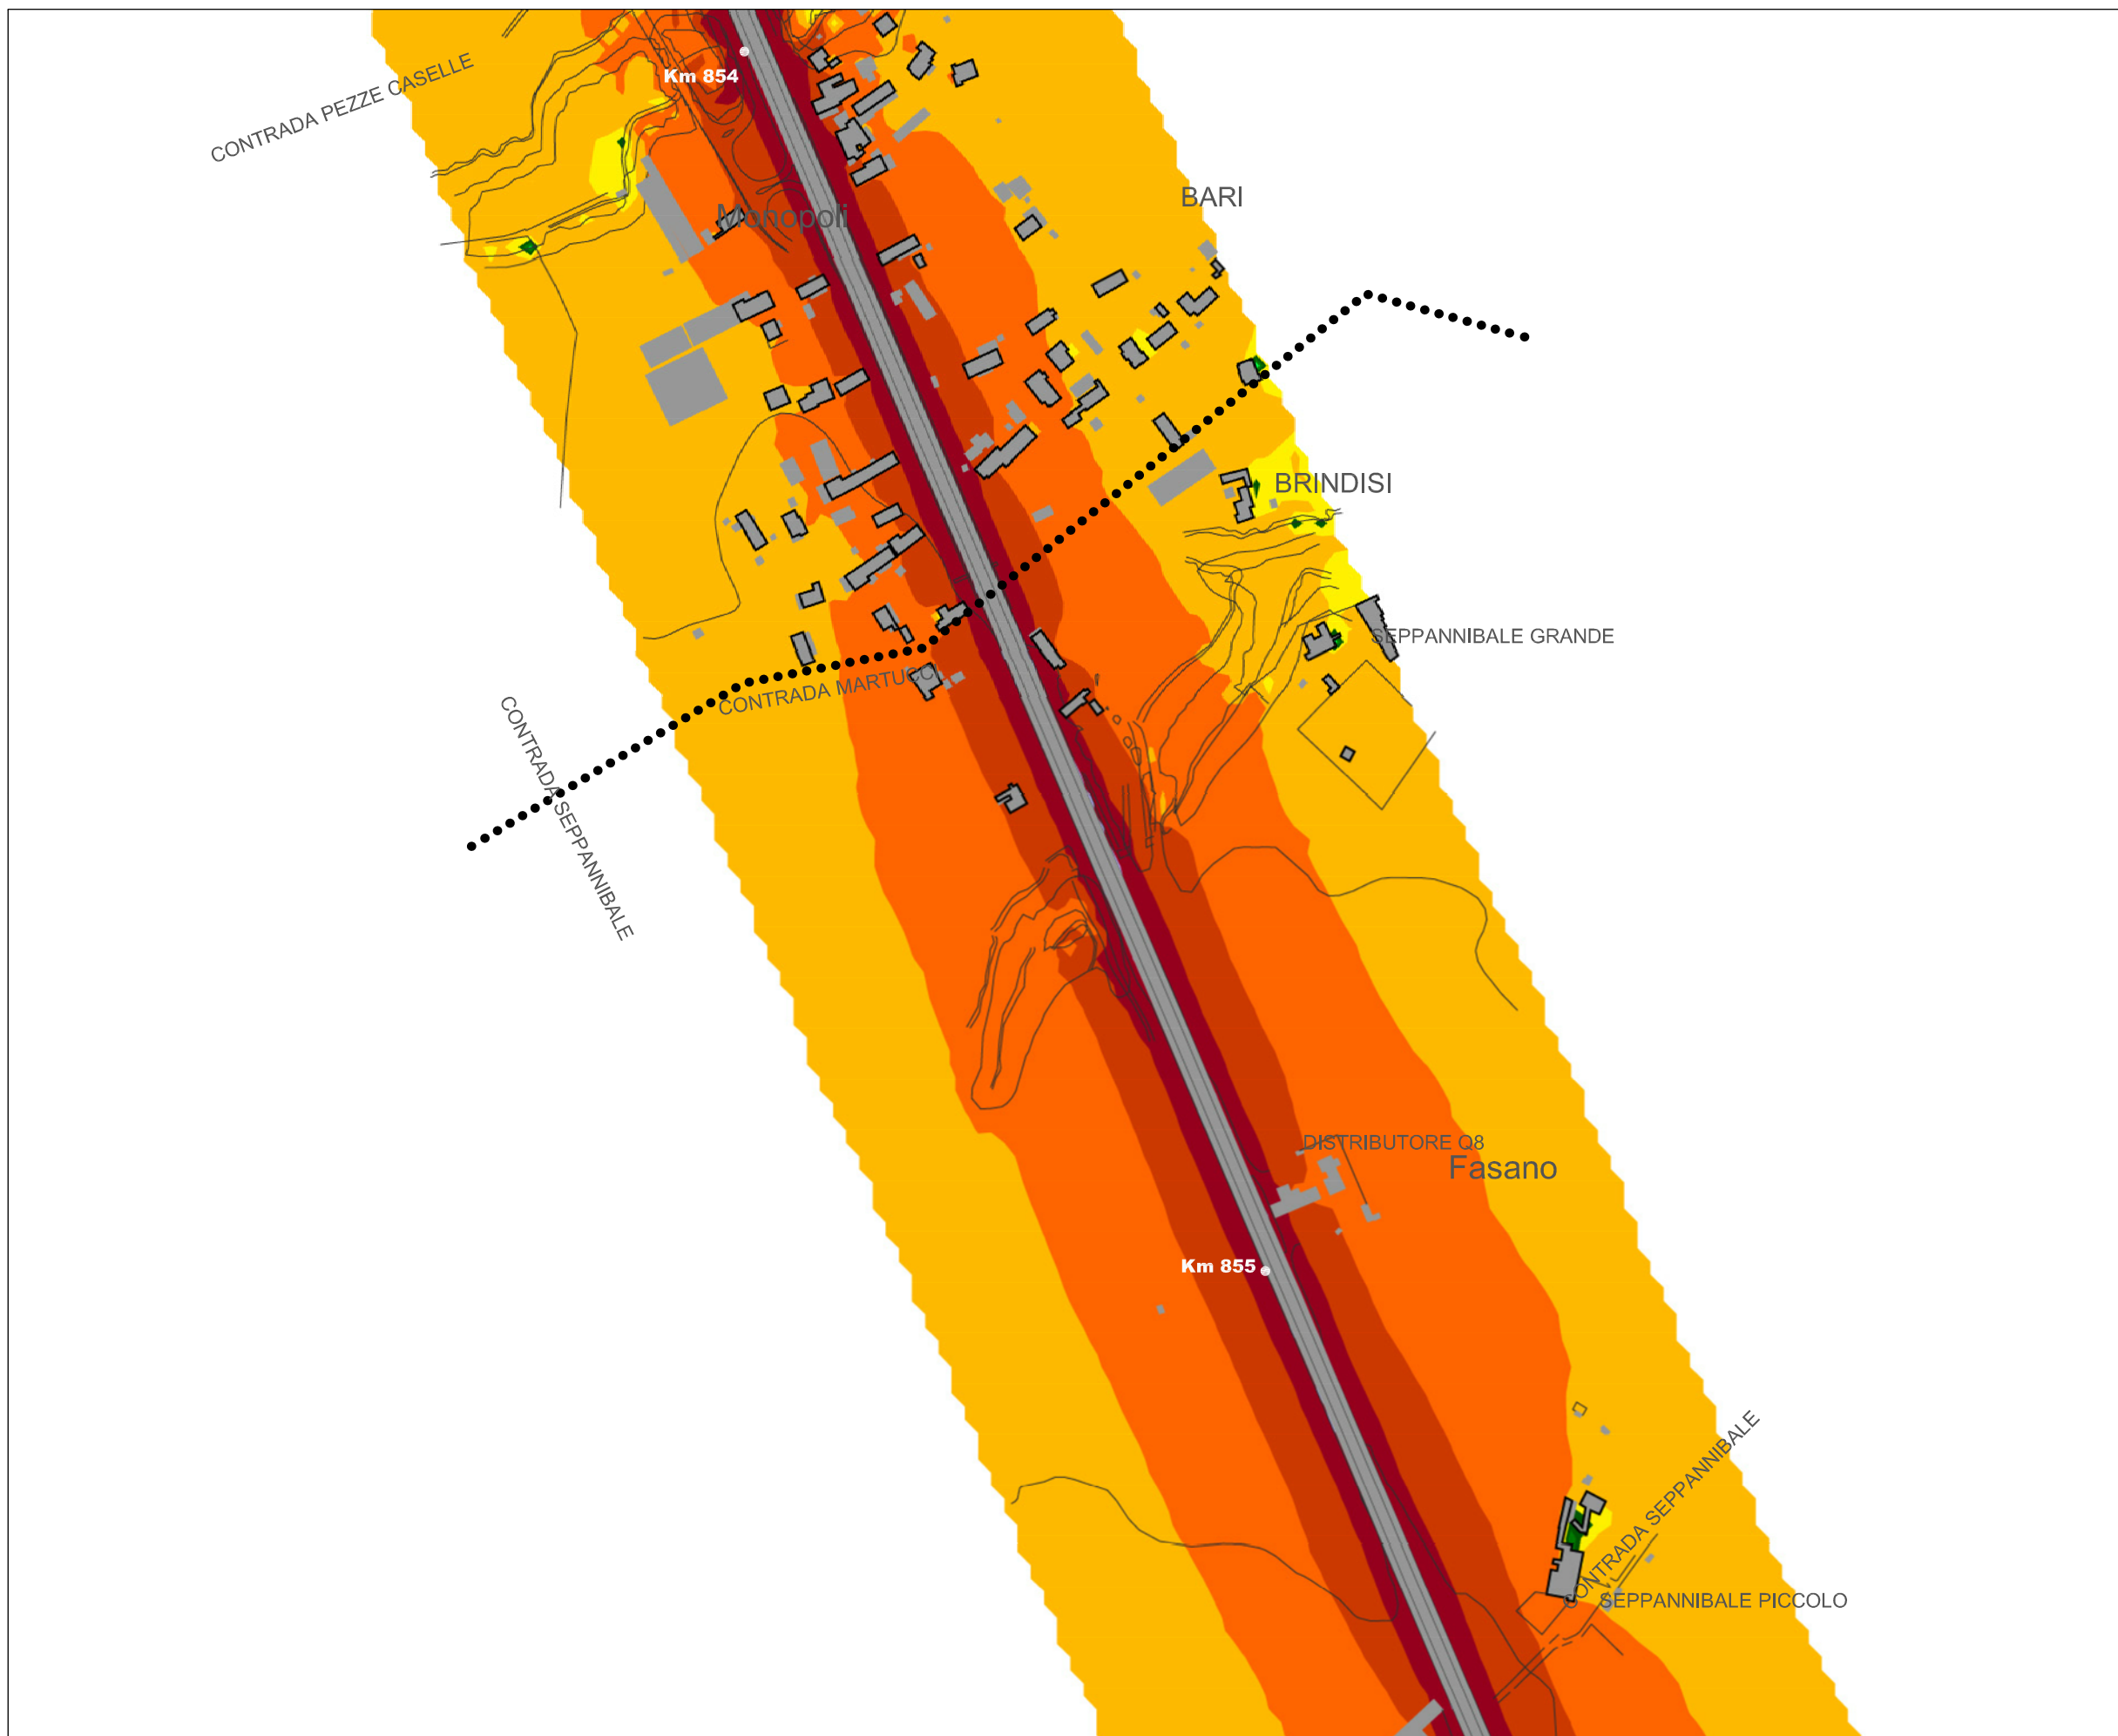 Km 854
CONTRADA PEZZE CASELLE
BARI
Monopoli
BRINDISI
SEPPANNIBALE GRANDE
CONTRADA MARTUCCI
CONTRADA SEPPANNIBALE
DISTRIBUTORE Q8
Fasano
Km 855
CONTRADA SEPPANNIBALE
SEPPANNIBALE PICCOLO